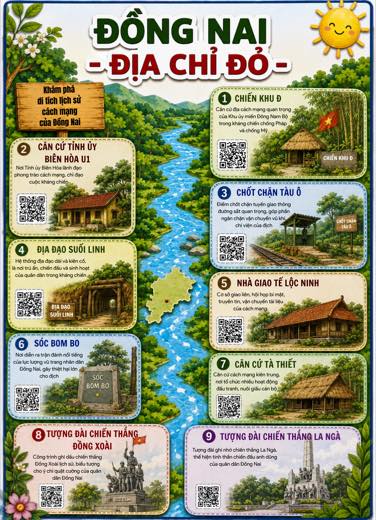 ĐỒNG NAI
- ĐỊA CHỈ ĐỎ -
Khám phá
di tích lịch sử
cách mạng
của Đồng Nai
1 CHIẾN KHU Đ
Căn cứ địa cách mạng quan trọng
của Khu ủy miền Đông Nam Bộ
trong kháng chiến chống Pháp
và chống Mỹ
CHIẾN KHU Đ
2 CĂN CỨ TỈNH ỦY
BIÊN HÒA U1
Nơi Tỉnh ủy Biên Hòa lãnh đạo
phong trào cách mạng, chỉ đạo
cuộc kháng chiến
3 CHỐT CHẶN TÀU Ô
Điểm chốt chặn tuyến giao thông
đường sắt quan trọng, góp phần
ngăn chặn vận chuyển vũ khí
chi viện của địch
CHỐT CHẶN
TÀU Ô
4 ĐỊA ĐẠO SUỐI LINH
Hệ thống địa đạo dài và kiên cố,
là nơi trú ẩn, chiến đấu và sinh hoạt
của quân dân trong kháng chiến
ĐỊA ĐẠO
SUỐI LINH
5 NHÀ GIAO TẾ LỘC NINH
Cơ sở giao liên, hội họp bí mật,
truyền tin, vận chuyển tài liệu
của cách mạng
6 SÓC BOM BO
Nơi diễn ra trận đánh nổi tiếng
của lực lượng vũ trang nhân dân
Đồng Nai, gây thiệt hại lớn
cho địch
SÓC
BOM BO
7 CĂN CỨ TÀ THIẾT
Căn cứ cách mạng kiên trung,
nơi tổ chức nhiều hoạt động
đấu tranh, nuôi giấu cán bộ
8 TƯỢNG ĐÀI CHIẾN THẮNG
ĐỒNG XOÀI
Công trình ghi dấu chiến thắng
Đồng Xoài lịch sử, biểu tượng
cho ý chí quật cường của quân
dân Đồng Nai
9 TƯỢNG ĐÀI CHIẾN THẮNG LA NGÀ
Tượng đài ghi nhớ chiến thắng La Ngà,
thể hiện tinh thần chiến đấu anh dũng
của quân dân Đồng Nai